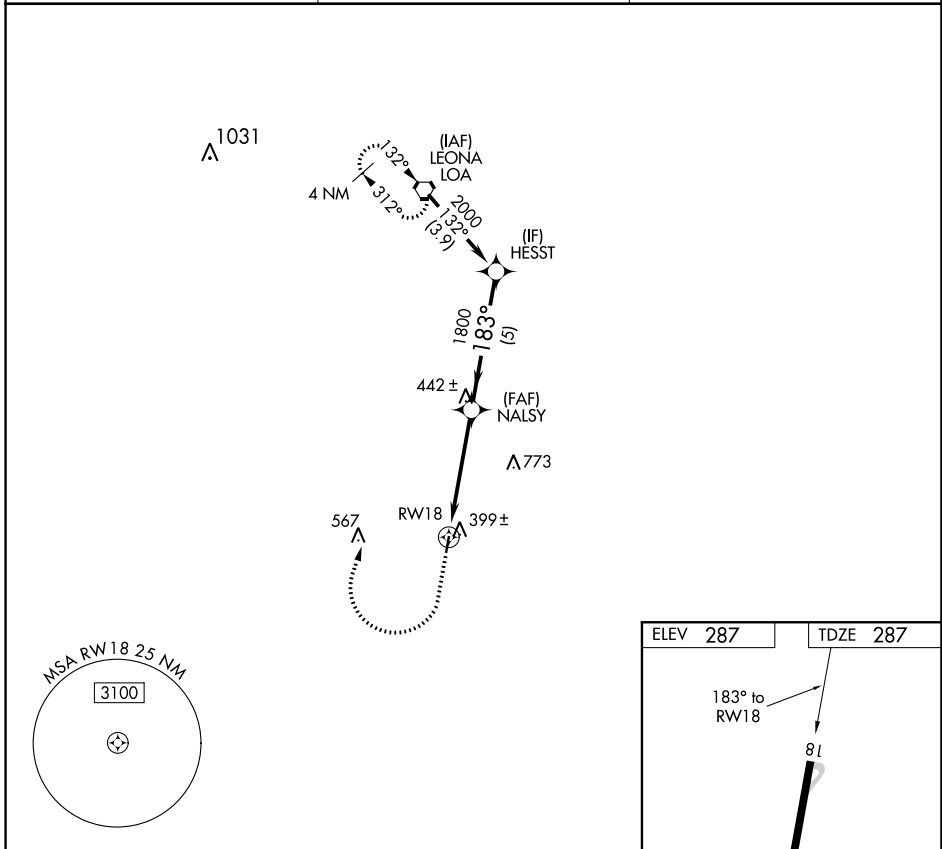 1031
(IAF)
LEONA
LOA
132°
4 NM
312°
2000
132°
(3.9)
(IF)
HESST
1800
183°
(5)
442 ±
(FAF)
NALSY
773
RW18
399 ±
567
MSA RW18 25 NM
3100
ELEV 287
TDZE 287
183° to
RW18
18